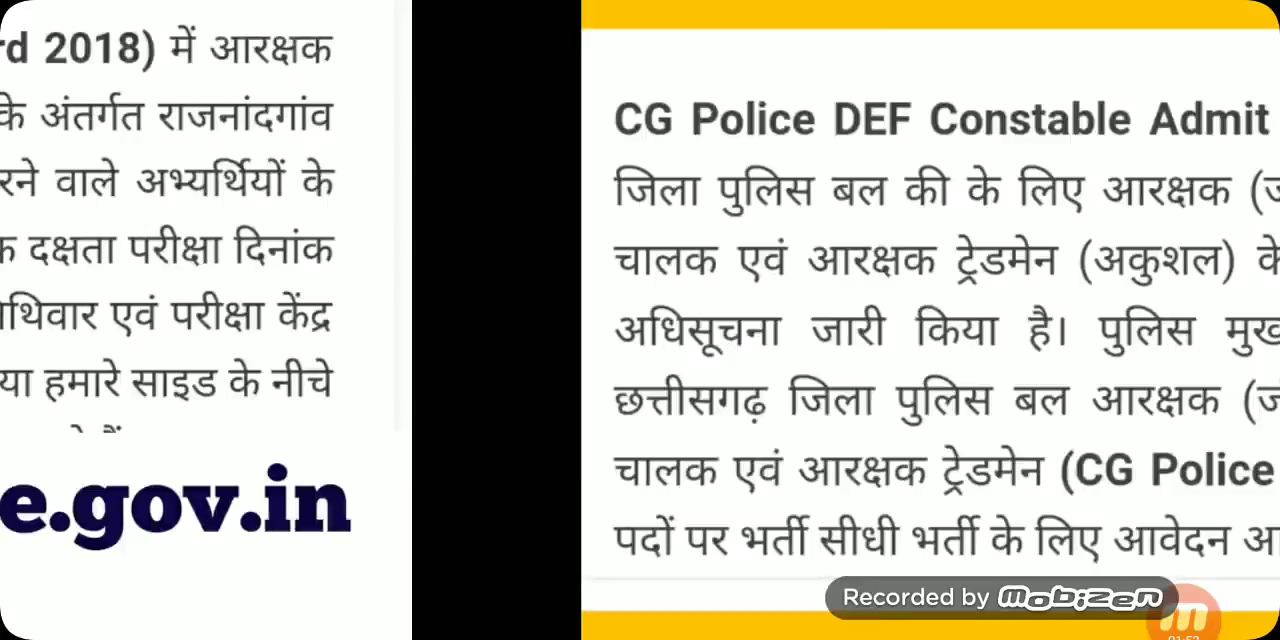 2018) में आरक्षक
अंतर्गत राजनांदगांव
वाले अभ्यर्थियों के
दक्षता परीक्षा दिनांक
एवं परीक्षा केंद्र
हमारे साइड के नीचे
e.gov.in
CG Police DEF Constable Admit
जिला पुलिस बल की के लिए आरक्षक
चालक एवं आरक्षक ट्रेडमेन (अकुशल)
अधिसूचना जारी किया है। पुलिस
छत्तीसगढ़ जिला पुलिस बल आरक्षक
चालक एवं आरक्षक ट्रेडमेन (CG Police
पदों पर भर्ती सीधी भर्ती के लिए आवेदन
Recorded by mobizen